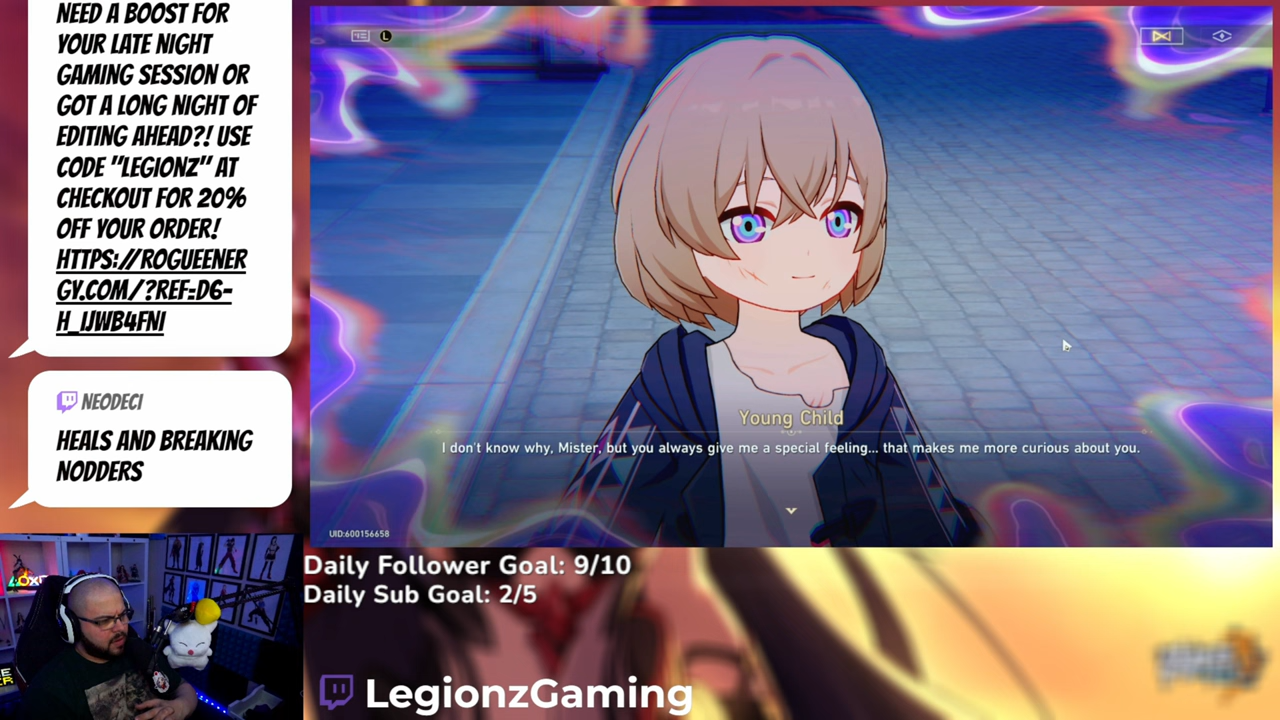 NEED A BOOST FOR
YOUR LATE NIGHT
GAMING SESSION OR
GOT A LONG NIGHT OF
EDITING AHEAD?! USE
CODE "LEGIONZ" AT
CHECKOUT FOR 20%
OFF YOUR ORDER!
HTTPS://ROGUEENER
GY.COM/?REF=D6-
H_IJWB4FNI
NEODECI
HEALS AND BREAKING
NODDERS
L
Young Child
I don't know why, Mister, but you always give me a special feeling... that makes me more curious about you.
UID:600156658
Daily Follower Goal: 9/10
Daily Sub Goal: 2/5
LegionzGaming